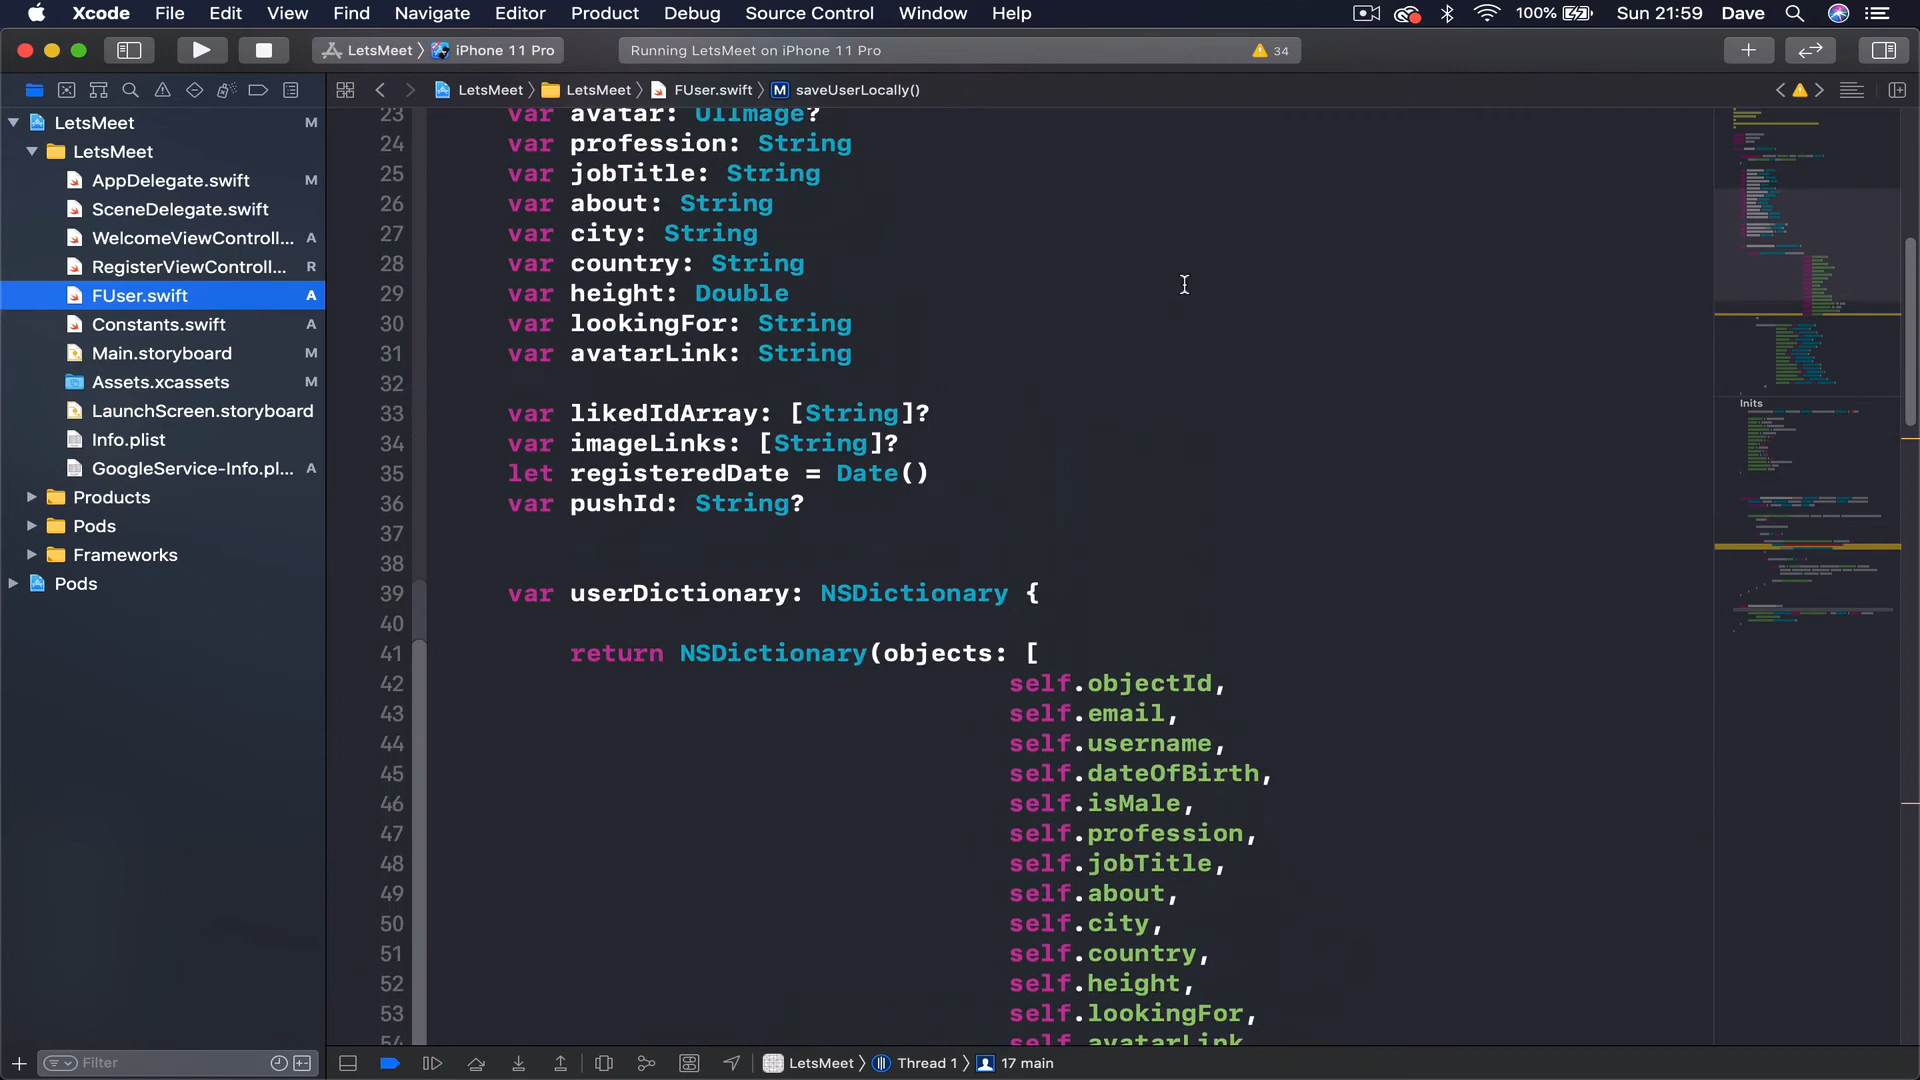 Xcode File Edit View Find Navigate Editor Product Debug Source Control Window Help 100% Sun 21:59 Dave
LetsMeet iPhone 11 Pro Running LetsMeet on iPhone 11 Pro 34
LetsMeet LetsMeet FUser.swift M saveUserLocally()
LetsMeet M
LetsMeet
AppDelegate.swift M
SceneDelegate.swift
WelcomeViewControll... A
RegisterViewControll... R
FUser.swift A
Constants.swift A
Main.storyboard M
Assets.xcassets M
LaunchScreen.storyboard
Info.plist
GoogleService-Info.pl... A
Products
Pods
Frameworks
Pods
Filter
23 var avatar: UIImage?
24 var profession: String
25 var jobTitle: String
26 var about: String
27 var city: String
28 var country: String
29 var height: Double
30 var lookingFor: String
31 var avatarLink: String
32
33 var likedIdArray: [String]?
34 var imageLinks: [String]?
35 let registeredDate = Date()
36 var pushId: String?
37
38
39 var userDictionary: NSDictionary {
40
41 return NSDictionary(objects: [
42 self.objectId,
43 self.email,
44 self.username,
45 self.dateOfBirth,
46 self.isMale,
47 self.profession,
48 self.jobTitle,
49 self.about,
50 self.city,
51 self.country,
52 self.height,
53 self.lookingFor,
54 self.avatarLink
Inits
LetsMeet Thread 1 17 main